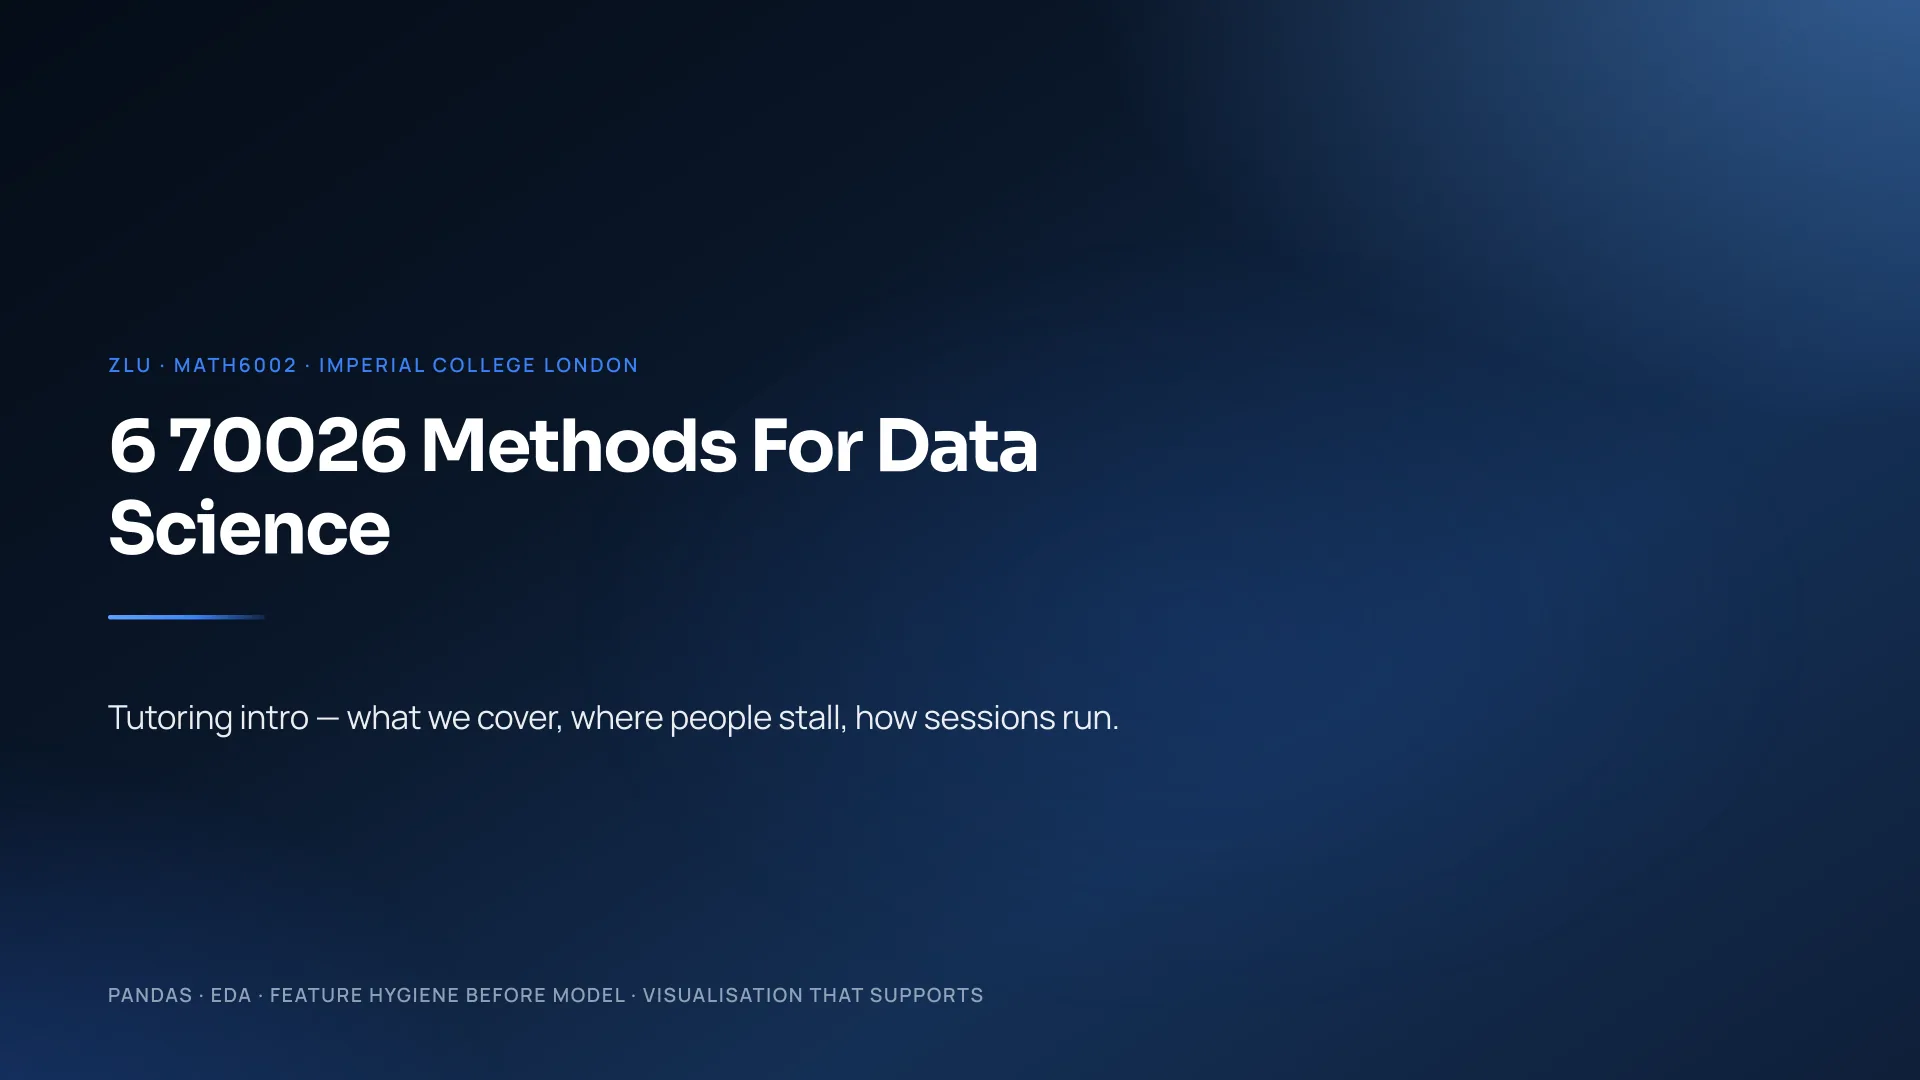 ZLU · MATH6002 · IMPERIAL COLLEGE LONDON
6 70026 Methods For Data
Science
Tutoring intro — what we cover, where people stall, how sessions run.
PANDAS · EDA · FEATURE HYGIENE BEFORE MODEL · VISUALISATION THAT SUPPORTS